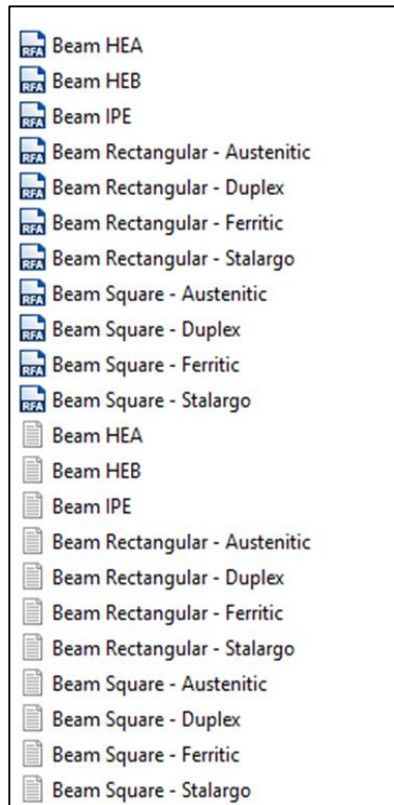 RFA Beam HEA
RFA Beam HEB
RFA Beam IPE
RFA Beam Rectangular - Austenitic
RFA Beam Rectangular - Duplex
RFA Beam Rectangular - Ferritic
RFA Beam Rectangular - Stalargo
RFA Beam Square - Austenitic
RFA Beam Square - Duplex
RFA Beam Square - Ferritic
RFA Beam Square - Stalargo
Beam HEA
Beam HEB
Beam IPE
Beam Rectangular - Austenitic
Beam Rectangular - Duplex
Beam Rectangular - Ferritic
Beam Rectangular - Stalargo
Beam Square - Austenitic
Beam Square - Duplex
Beam Square - Ferritic
Beam Square - Stalargo